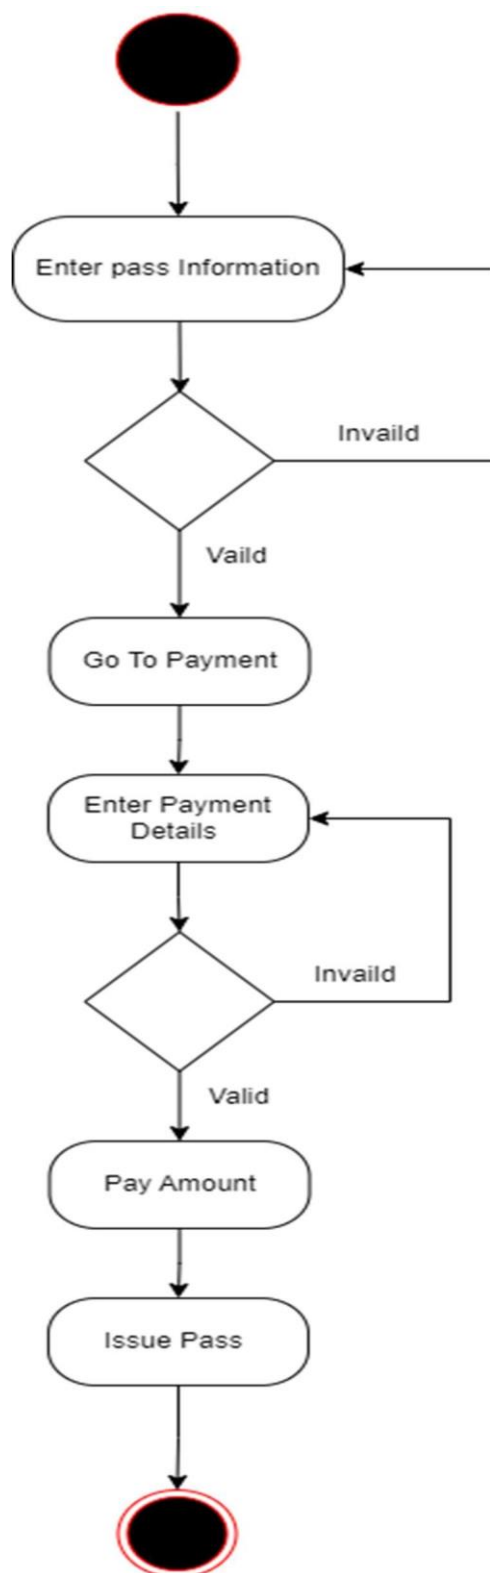 Enter pass Information
Invaild
Vaild
Go To Payment
Enter Payment
Details
Invaild
Valid
Pay Amount
Issue Pass